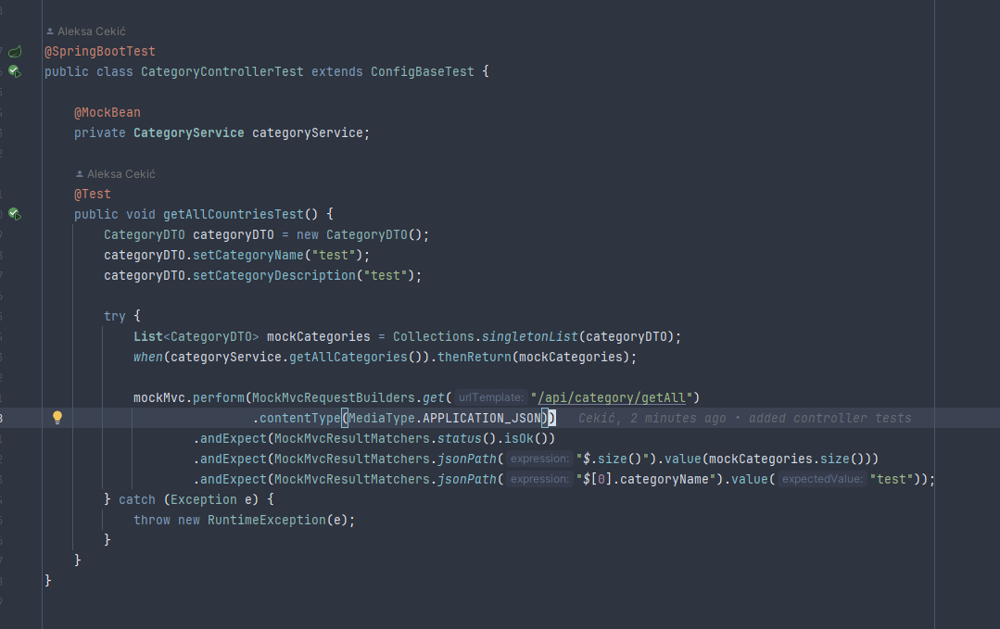 Aleksa Cekić
@SpringBootTest
public class CategoryControllerTest extends ConfigBaseTest {
@MockBean
private CategoryService categoryService;
Aleksa Cekić
@Test
public void getAllCountriesTest() {
CategoryDTO categoryDTO = new CategoryDTO();
categoryDTO.setCategoryName("test");
categoryDTO.setCategoryDescription("test");
try {
List<CategoryDTO> mockCategories = Collections.singletonList(categoryDTO);
when(categoryService.getAllCategories()).thenReturn(mockCategories);
mockMvc.perform(MockMvcRequestBuilders.get( urlTemplate: "/api/category/getAll")
.contentType(MediaType.APPLICATION_JSON)) Cekić, 2 minutes ago • added controller tests
.andExpect(MockMvcResultMatchers.status().isOk())
.andExpect(MockMvcResultMatchers.jsonPath( expression: "$.size()").value(mockCategories.size()))
.andExpect(MockMvcResultMatchers.jsonPath( expression: "$[0].categoryName").value( expectedValue: "test"));
} catch (Exception e) {
throw new RuntimeException(e);
}
}
}